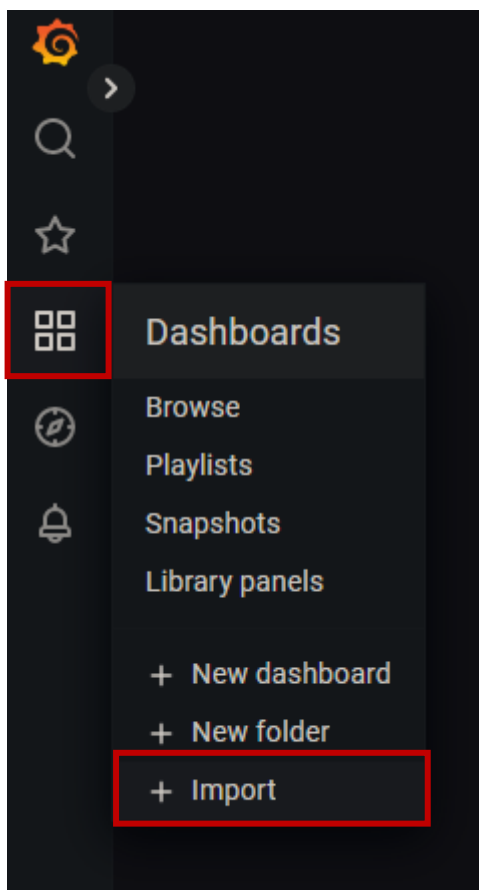 Dashboards
Browse
Playlists
Snapshots
Library panels
+ New dashboard
+ New folder
+ Import